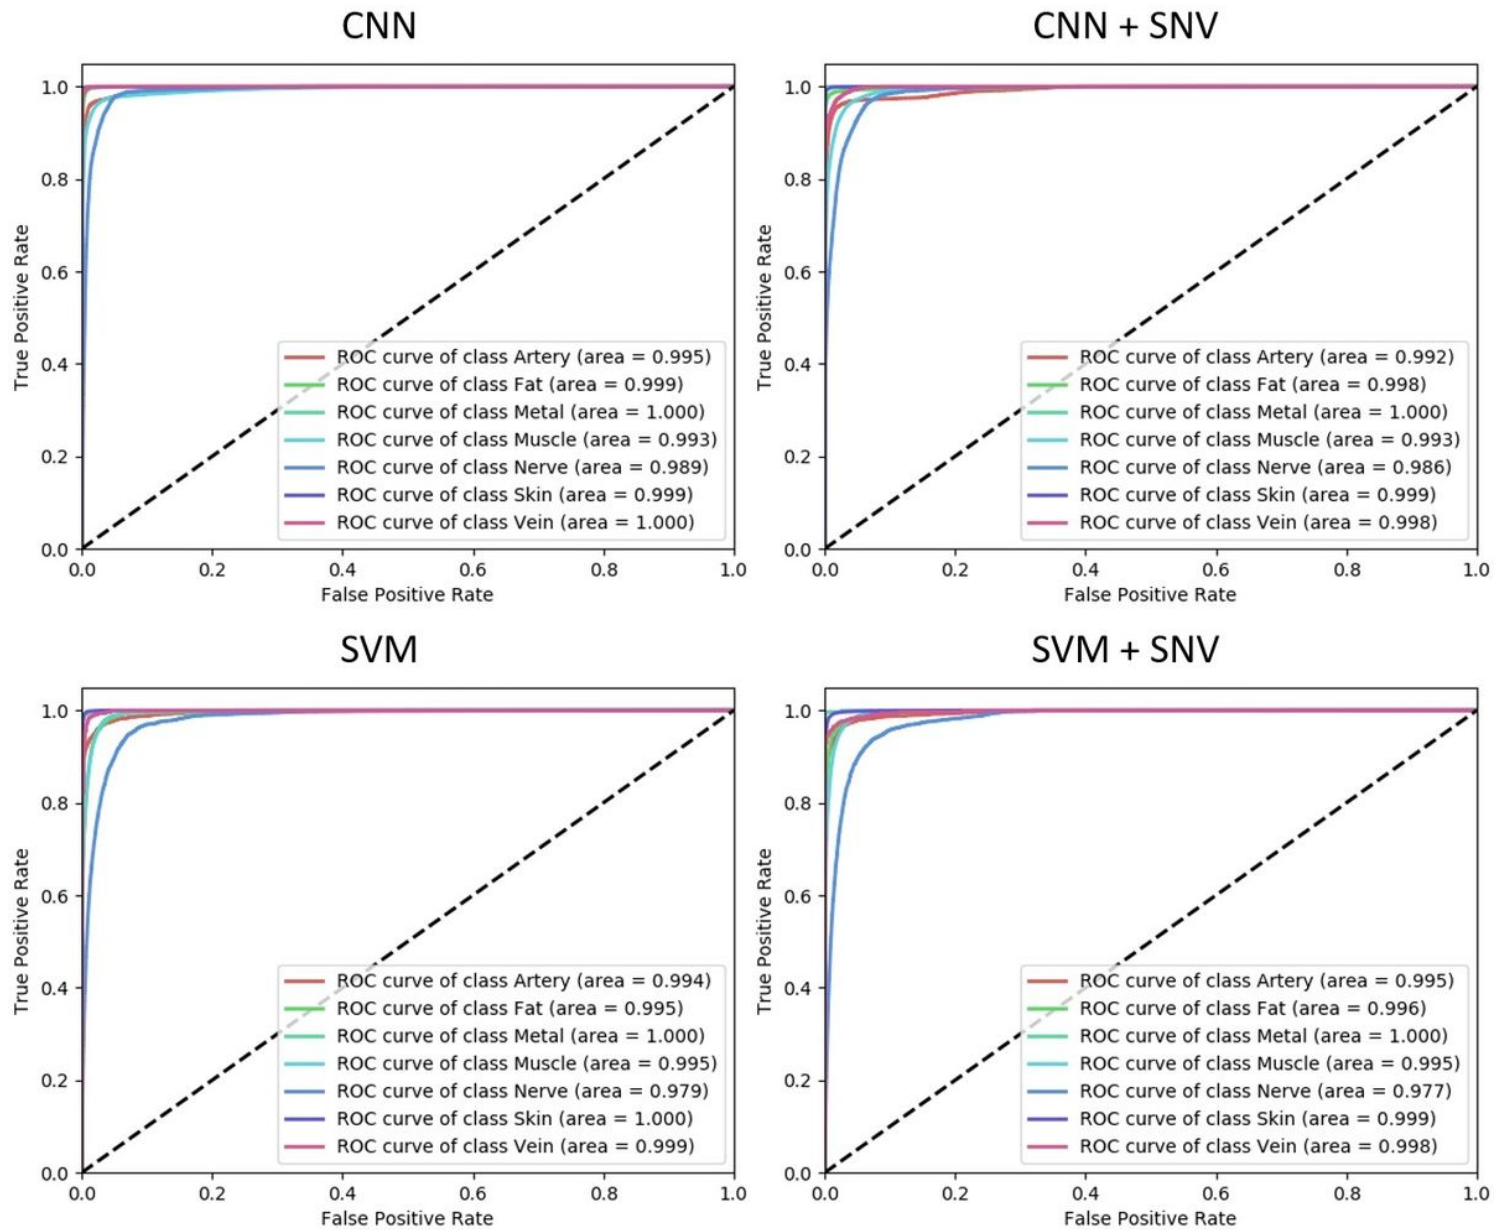 CNN
1.0
0.8
0.6
0.4
0.2
0.0
True Positive Rate
ROC curve of class Artery (area = 0.995)
ROC curve of class Fat (area = 0.999)
ROC curve of class Metal (area = 1.000)
ROC curve of class Muscle (area = 0.993)
ROC curve of class Nerve (area = 0.989)
ROC curve of class Skin (area = 0.999)
ROC curve of class Vein (area = 1.000)
0.0 0.2 0.4 0.6 0.8 1.0
False Positive Rate
CNN + SNV
1.0
0.8
0.6
0.4
0.2
0.0
True Positive Rate
ROC curve of class Artery (area = 0.992)
ROC curve of class Fat (area = 0.998)
ROC curve of class Metal (area = 1.000)
ROC curve of class Muscle (area = 0.993)
ROC curve of class Nerve (area = 0.986)
ROC curve of class Skin (area = 0.999)
ROC curve of class Vein (area = 0.998)
0.0 0.2 0.4 0.6 0.8 1.0
False Positive Rate
SVM
1.0
0.8
0.6
0.4
0.2
0.0
True Positive Rate
ROC curve of class Artery (area = 0.994)
ROC curve of class Fat (area = 0.995)
ROC curve of class Metal (area = 1.000)
ROC curve of class Muscle (area = 0.995)
ROC curve of class Nerve (area = 0.979)
ROC curve of class Skin (area = 1.000)
ROC curve of class Vein (area = 0.999)
0.0 0.2 0.4 0.6 0.8 1.0
False Positive Rate
SVM + SNV
1.0
0.8
0.6
0.4
0.2
0.0
True Positive Rate
ROC curve of class Artery (area = 0.995)
ROC curve of class Fat (area = 0.996)
ROC curve of class Metal (area = 1.000)
ROC curve of class Muscle (area = 0.995)
ROC curve of class Nerve (area = 0.977)
ROC curve of class Skin (area = 0.999)
ROC curve of class Vein (area = 0.998)
0.0 0.2 0.4 0.6 0.8 1.0
False Positive Rate